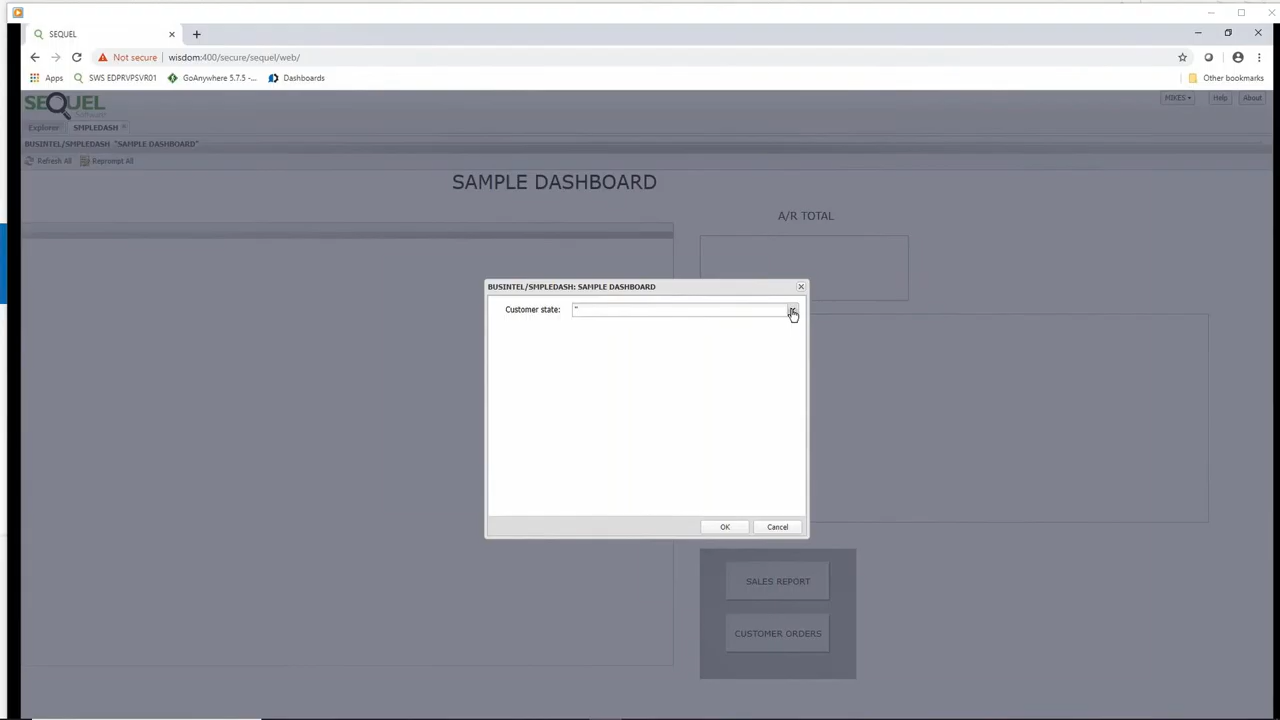 SEQUEL
Not secure | wisdom:400/secure/sequel/web/
Apps SWS EDPRVPSVR01 GoAnywhere 5.7.5 -... Dashboards Other bookmarks
SEQUEL
Software
MIKES Help About
Explorer SMPLEDASH
BUSINTEL/SMPLEDASH "SAMPLE DASHBOARD"
Refresh All Reprompt All
SAMPLE DASHBOARD
A/R TOTAL
BUSINTEL/SMPLEDASH: SAMPLE DASHBOARD
Customer state: "
OK Cancel
SALES REPORT
CUSTOMER ORDERS